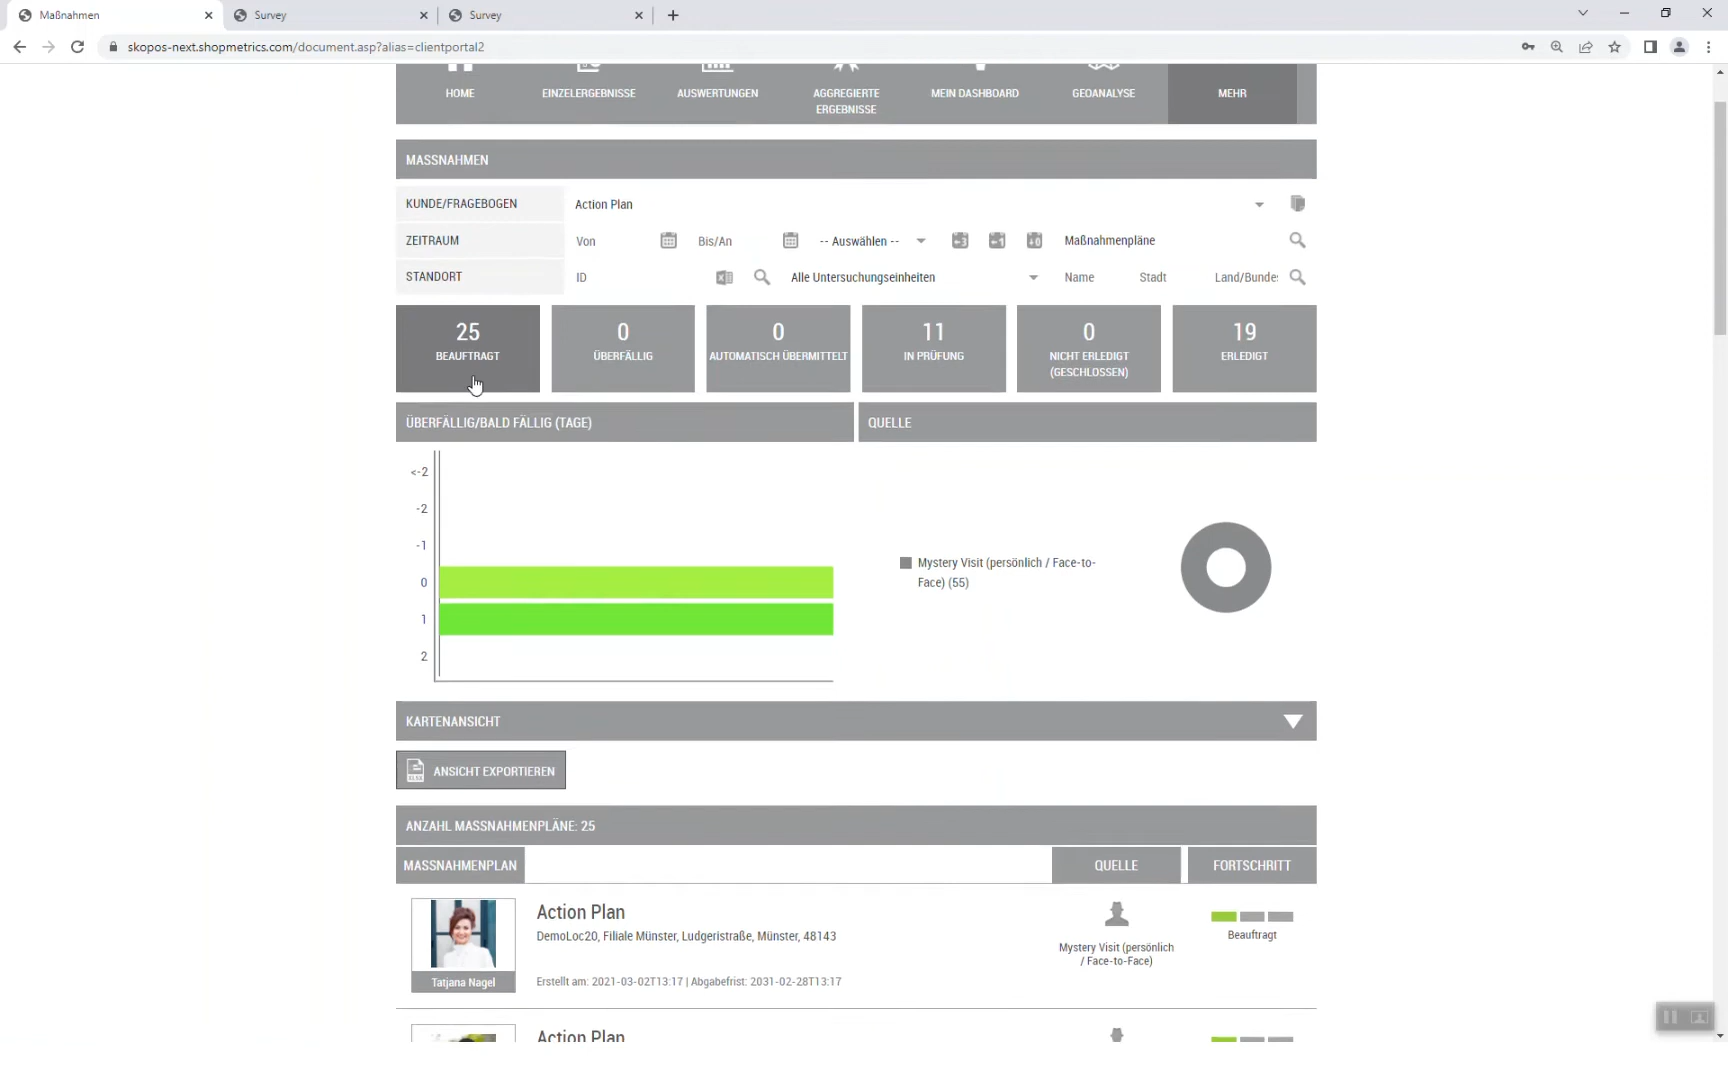 Maßnahmen
Survey
Survey
skopos-next.shopmetrics.com/document.asp?alias=clientportal2
HOME
EINZELERGEBNISSE
AUSWERTUNGEN
AGGREGIERTE
ERGEBNISSE
MEIN DASHBOARD
GEOANALYSE
MEHR
MASSNAHMEN
KUNDE/FRAGEBOGEN
Action Plan
ZEITRAUM
Von
Bis/An
-- Auswählen --
Maßnahmenpläne
STANDORT
ID
Alle Untersuchungseinheiten
Name
Stadt
Land/Bundes
25
BEAUFTRAGT
0
ÜBERFÄLLIG
0
AUTOMATISCH ÜBERMITTELT
11
IN PRÜFUNG
0
NICHT ERLEDIGT
(GESCHLOSSEN)
19
ERLEDIGT
ÜBERFÄLLIG/BALD FÄLLIG (TAGE)
<-2
-2
-1
0
1
2
QUELLE
Mystery Visit (persönlich / Face-to-
Face) (55)
KARTENANSICHT
ANSICHT EXPORTIEREN
ANZAHL MASSNAHMENPLÄNE: 25
MASSNAHMENPLAN
QUELLE
FORTSCHRITT
Action Plan
DemoLoc20, Filiale Münster, Ludgeristraße, Münster, 48143
Erstellt am: 2021-03-02T13:17 | Abgabefrist: 2031-02-28T13:17
Tatjana Nagel
Mystery Visit (persönlich
/ Face-to-Face)
Beauftragt
Action Plan